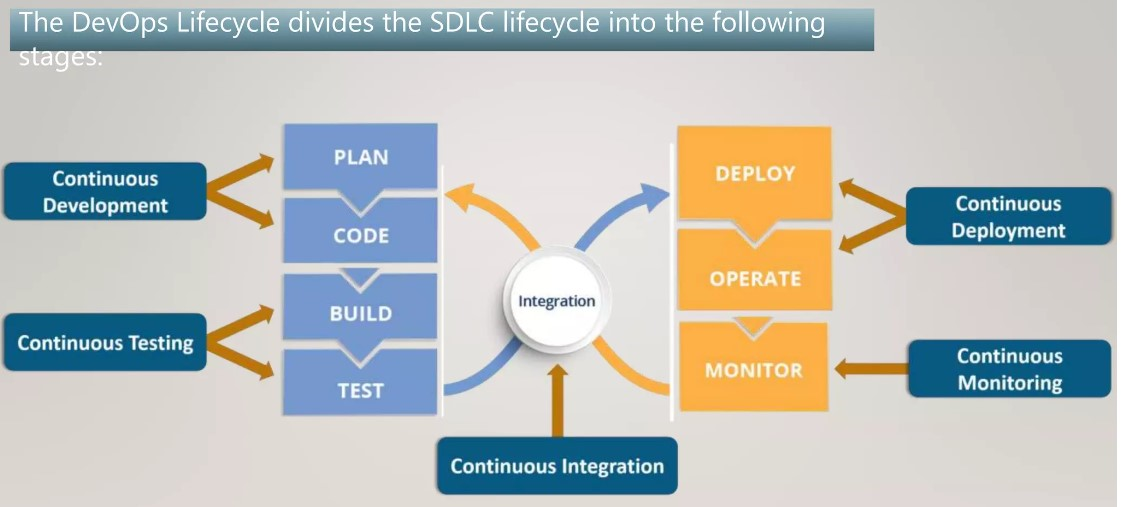 The DevOps Lifecycle divides the SDLC lifecycle into the following
stages:
Continuous
Development
Continuous Testing
PLAN
CODE
BUILD
TEST
Integration
Continuous Integration
DEPLOY
OPERATE
MONITOR
Continuous
Deployment
Continuous
Monitoring